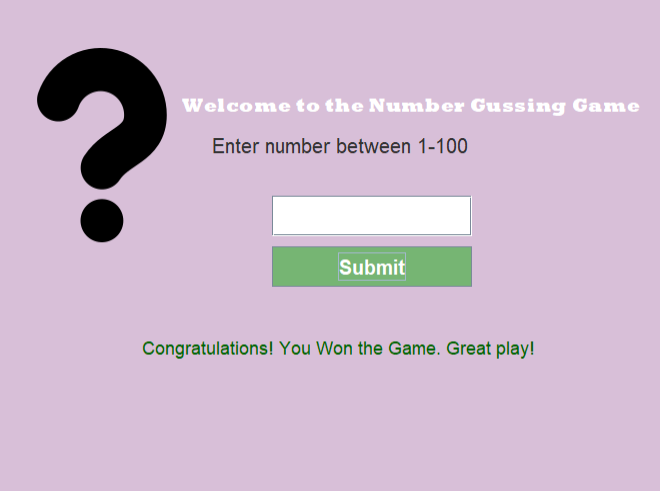 Welcome to the Number Gussing Game
Enter number between 1-100
Submit
Congratulations! You Won the Game. Great play!